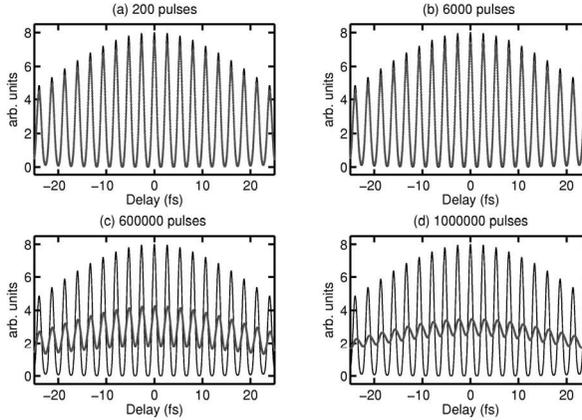 (a) 200 pulses
(b) 6000 pulses
8
6
4
2
0
arb. units
−20 −10 0 10 20
Delay (fs)
8
6
4
2
0
arb. units
−20 −10 0 10 20
Delay (fs)
(c) 600000 pulses
(d) 1000000 pulses
8
6
4
2
0
arb. units
−20 −10 0 10 20
Delay (fs)
8
6
4
2
0
arb. units
−20 −10 0 10 20
Delay (fs)